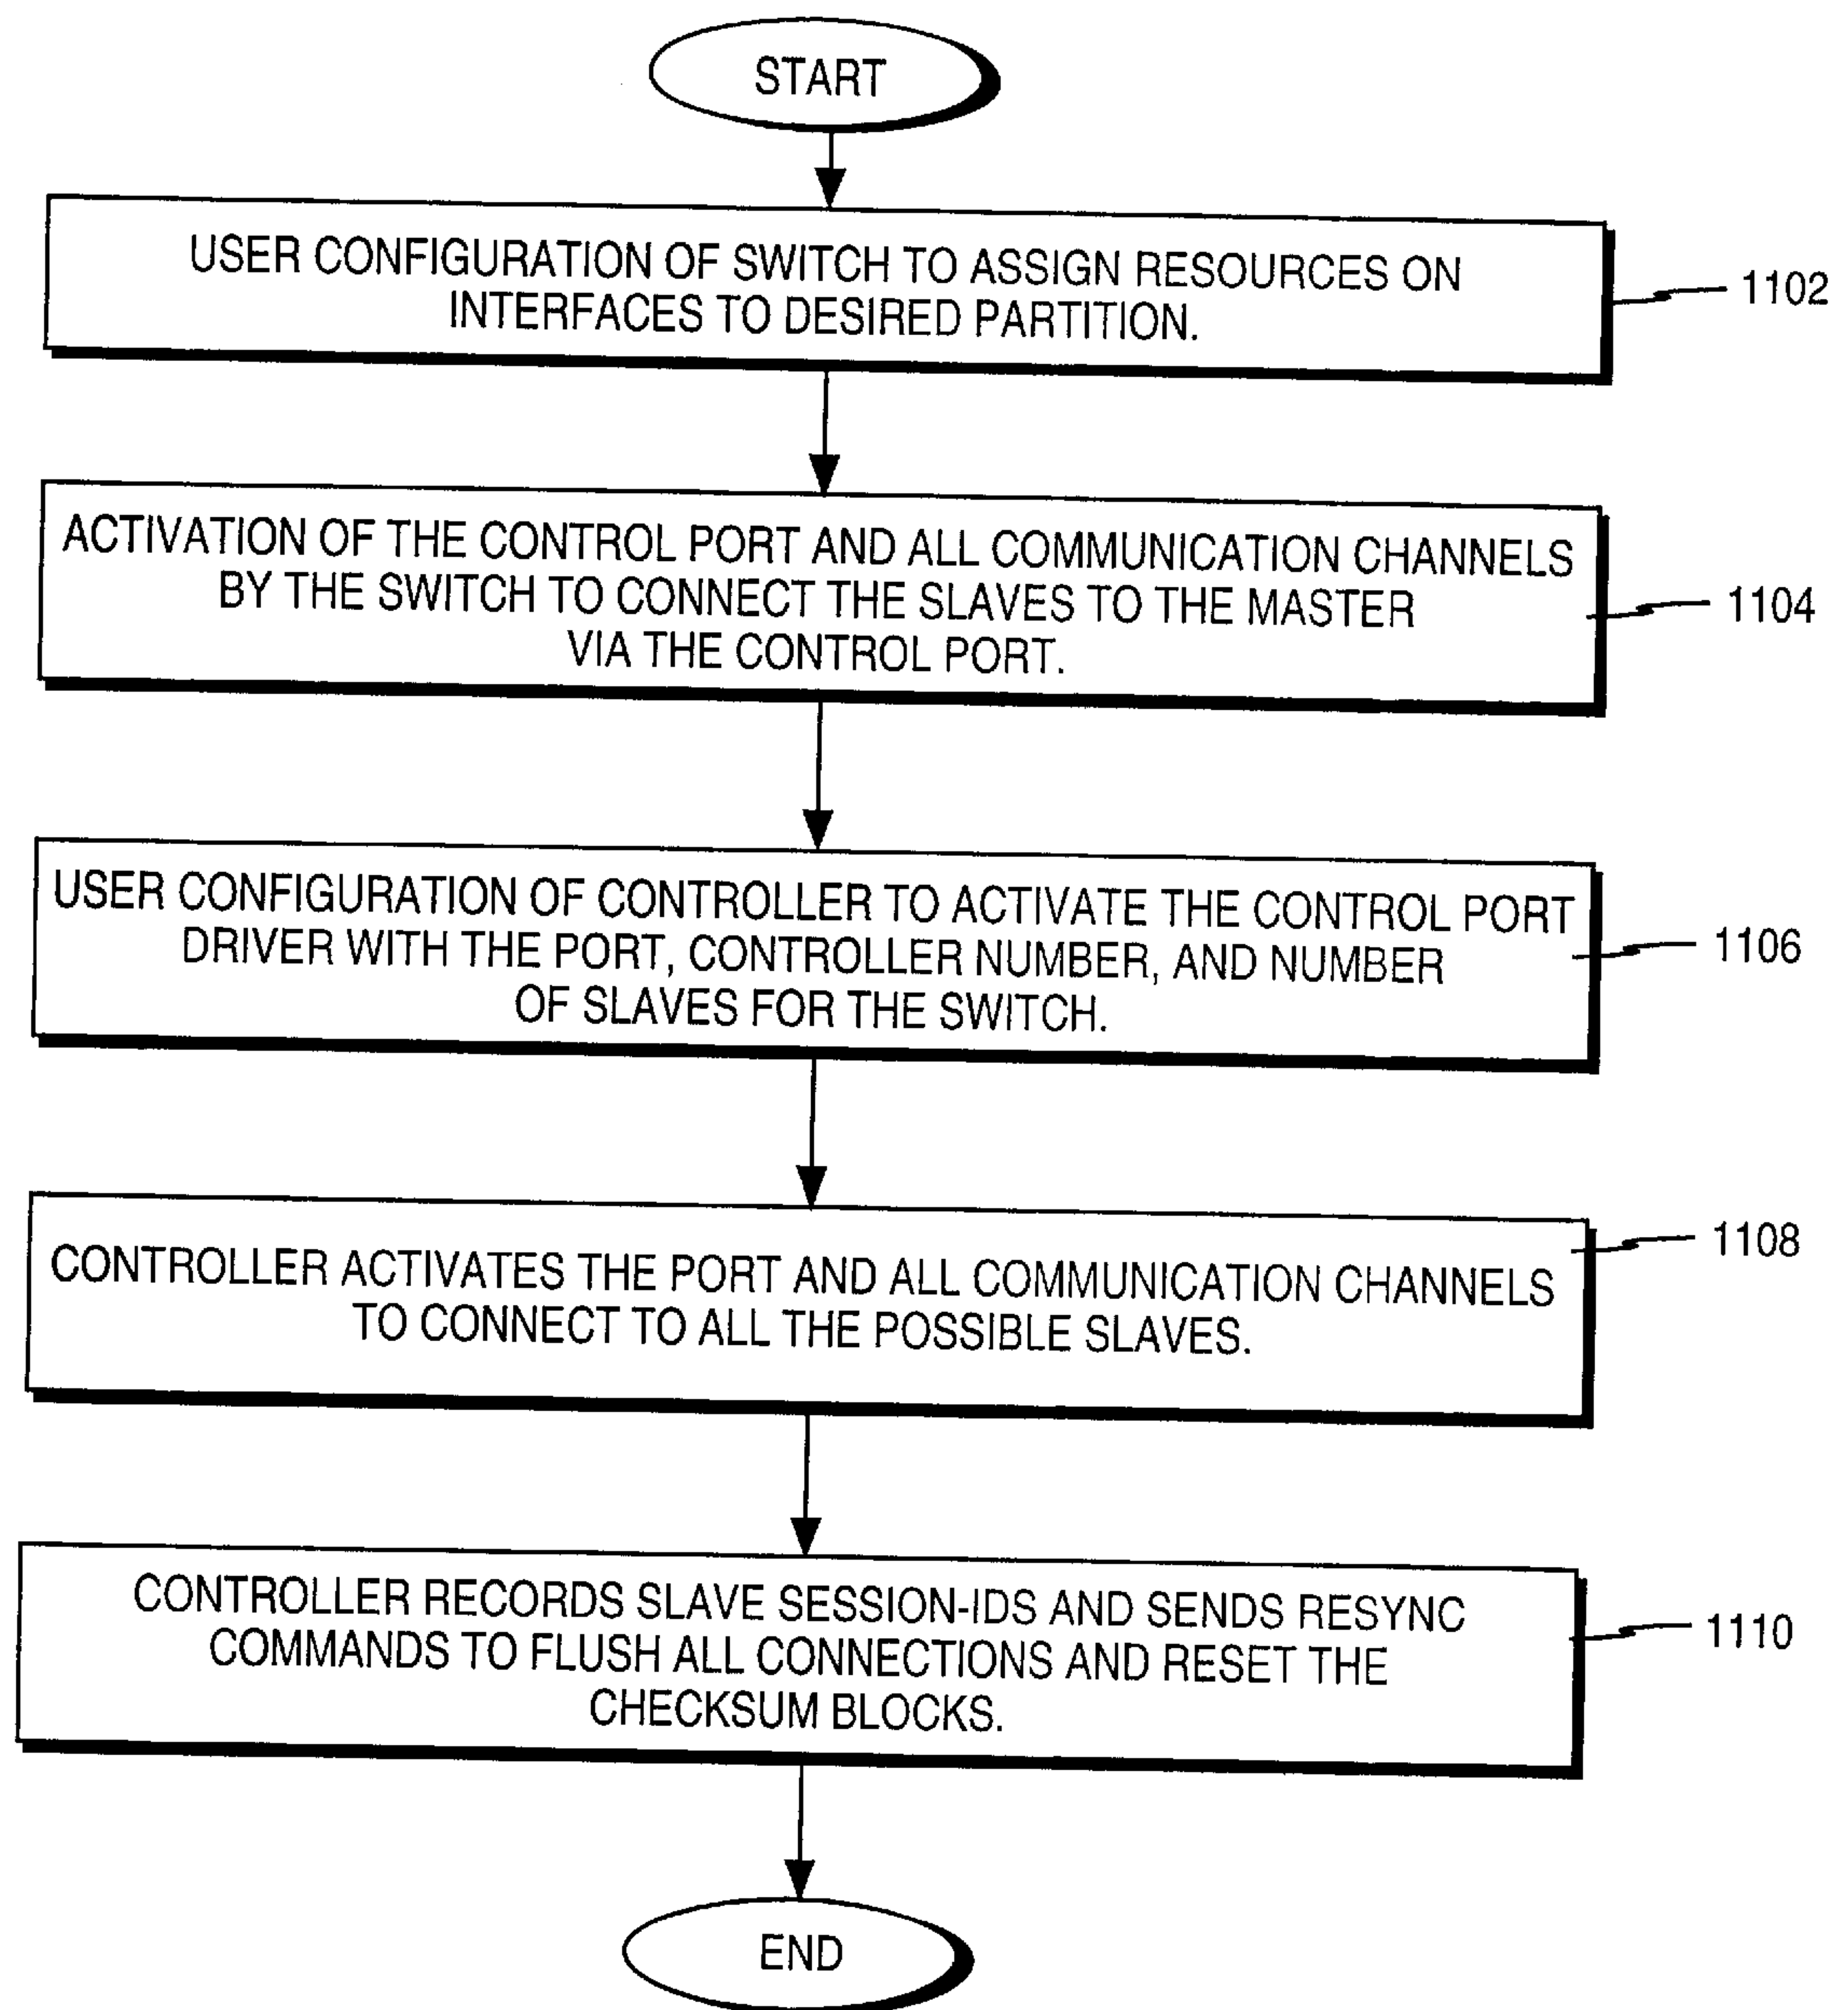 START
USER CONFIGURATION OF SWITCH TO ASSIGN RESOURCES ON
INTERFACES TO DESIRED PARTITION.
1102
ACTIVATION OF THE CONTROL PORT AND ALL COMMUNICATION CHANNELS
BY THE SWITCH TO CONNECT THE SLAVES TO THE MASTER
VIA THE CONTROL PORT.
1104
USER CONFIGURATION OF CONTROLLER TO ACTIVATE THE CONTROL PORT
DRIVER WITH THE PORT, CONTROLLER NUMBER, AND NUMBER
OF SLAVES FOR THE SWITCH.
1106
CONTROLLER ACTIVATES THE PORT AND ALL COMMUNICATION CHANNELS
TO CONNECT TO ALL THE POSSIBLE SLAVES.
1108
CONTROLLER RECORDS SLAVE SESSION-IDS AND SENDS RESYNC
COMMANDS TO FLUSH ALL CONNECTIONS AND RESET THE
CHECKSUM BLOCKS.
1110
END